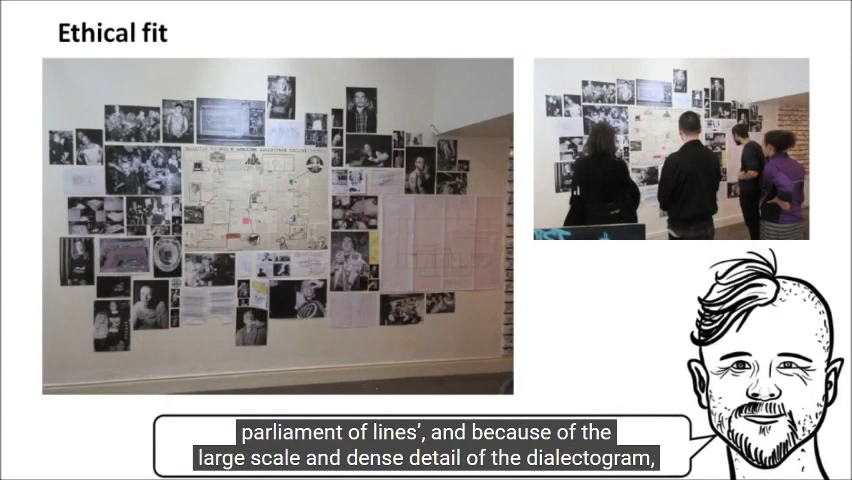 Ethical fit
parliament of lines’, and because of the
large scale and dense detail of the dialectogram,